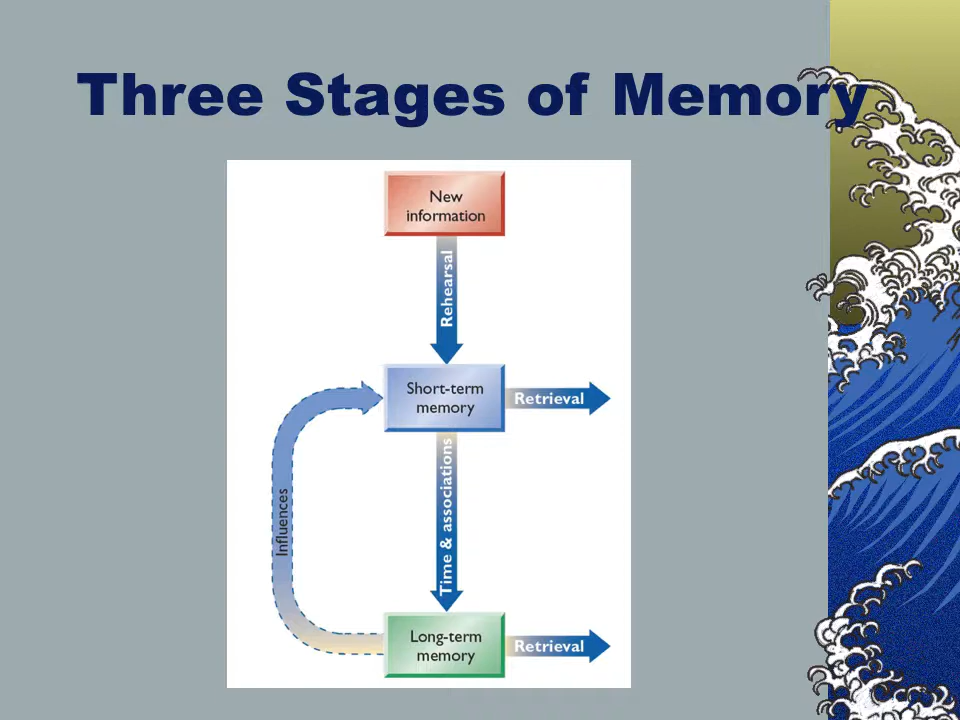 Three Stages of Memory
New
information
Rehearsal
Short-term
memory
Retrieval
Influences
Time & associations
Long-term
memory
Retrieval